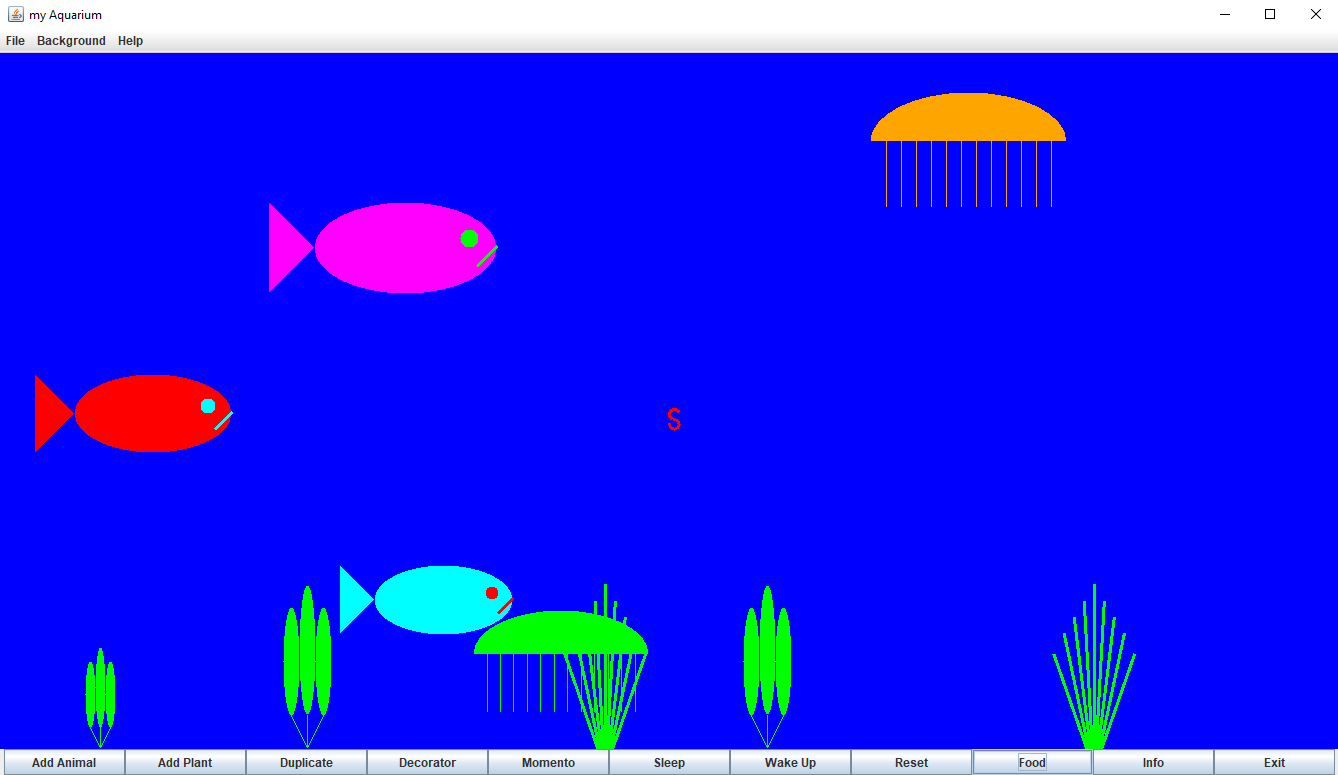 my Aquarium
File Background Help
S
Add Animal Add Plant Duplicate Decorator Momento Sleep Wake Up Reset Food Info Exit